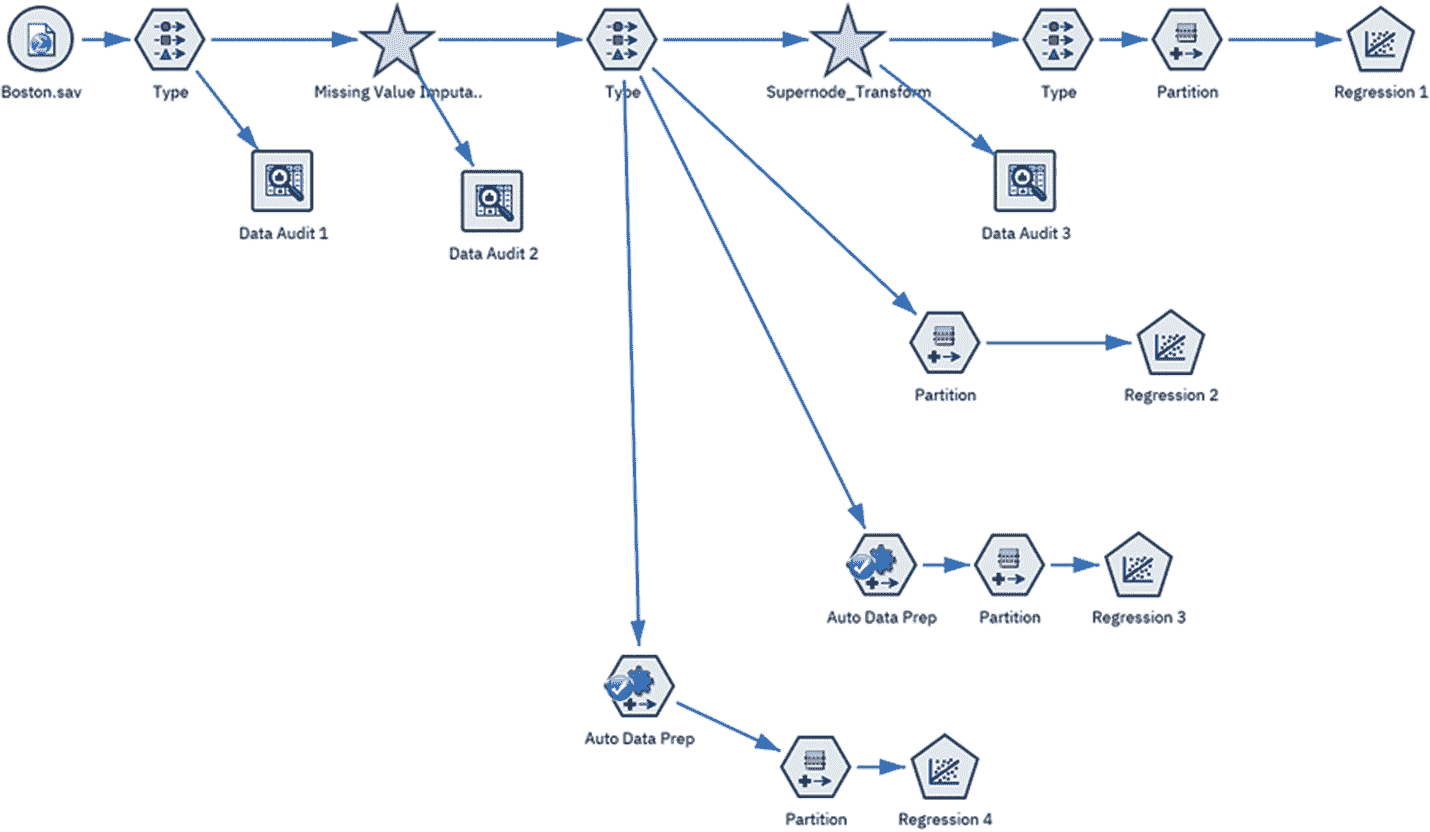 Boston.sav
Type
Missing Value Imputa..
Type
Supernode_Transform
Type
Partition
Regression 1
Data Audit 1
Data Audit 2
Data Audit 3
Partition
Regression 2
Auto Data Prep
Partition
Regression 3
Auto Data Prep
Partition
Regression 4